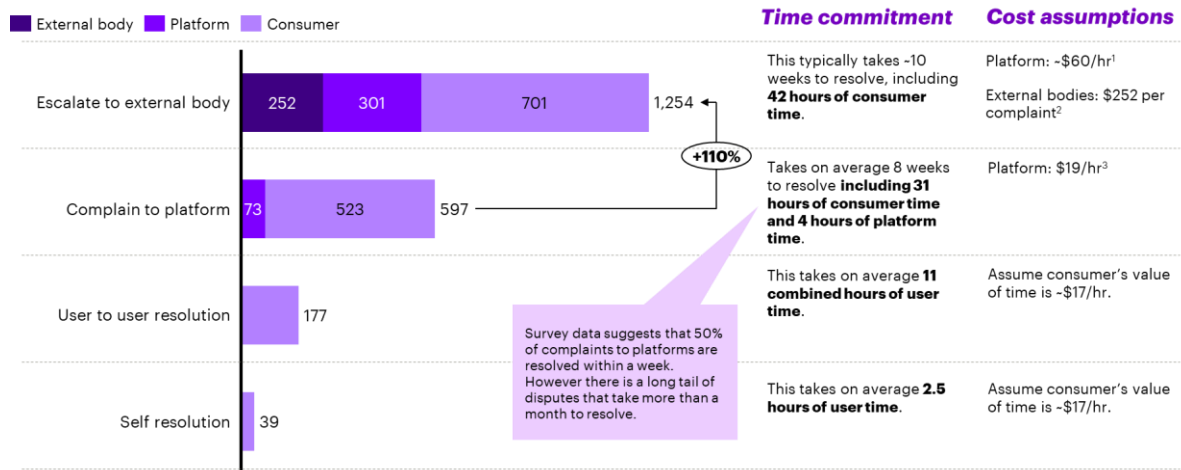 External body Platform Consumer
Time commitment
Cost assumptions
Escalate to external body
252 301 701 1,254
This typically takes ~10
weeks to resolve, including
42 hours of consumer
time.
Platform: ~$60/hr¹
External bodies: $252 per
complaint²
+110%
Complain to platform
73 523 597
Takes on average 8 weeks
to resolve including 31
hours of consumer time
and 4 hours of platform
time.
Platform: $19/hr³
User to user resolution
177
This takes on average 11
combined hours of user
time.
Assume consumer's value
of time is ~$17/hr.
Survey data suggests that 50%
of complaints to platforms are
resolved within a week.
However there is a long tail of
disputes that take more than a
month to resolve.
Self resolution
39
This takes on average 2.5
hours of user time.
Assume consumer's value
of time is ~$17/hr.